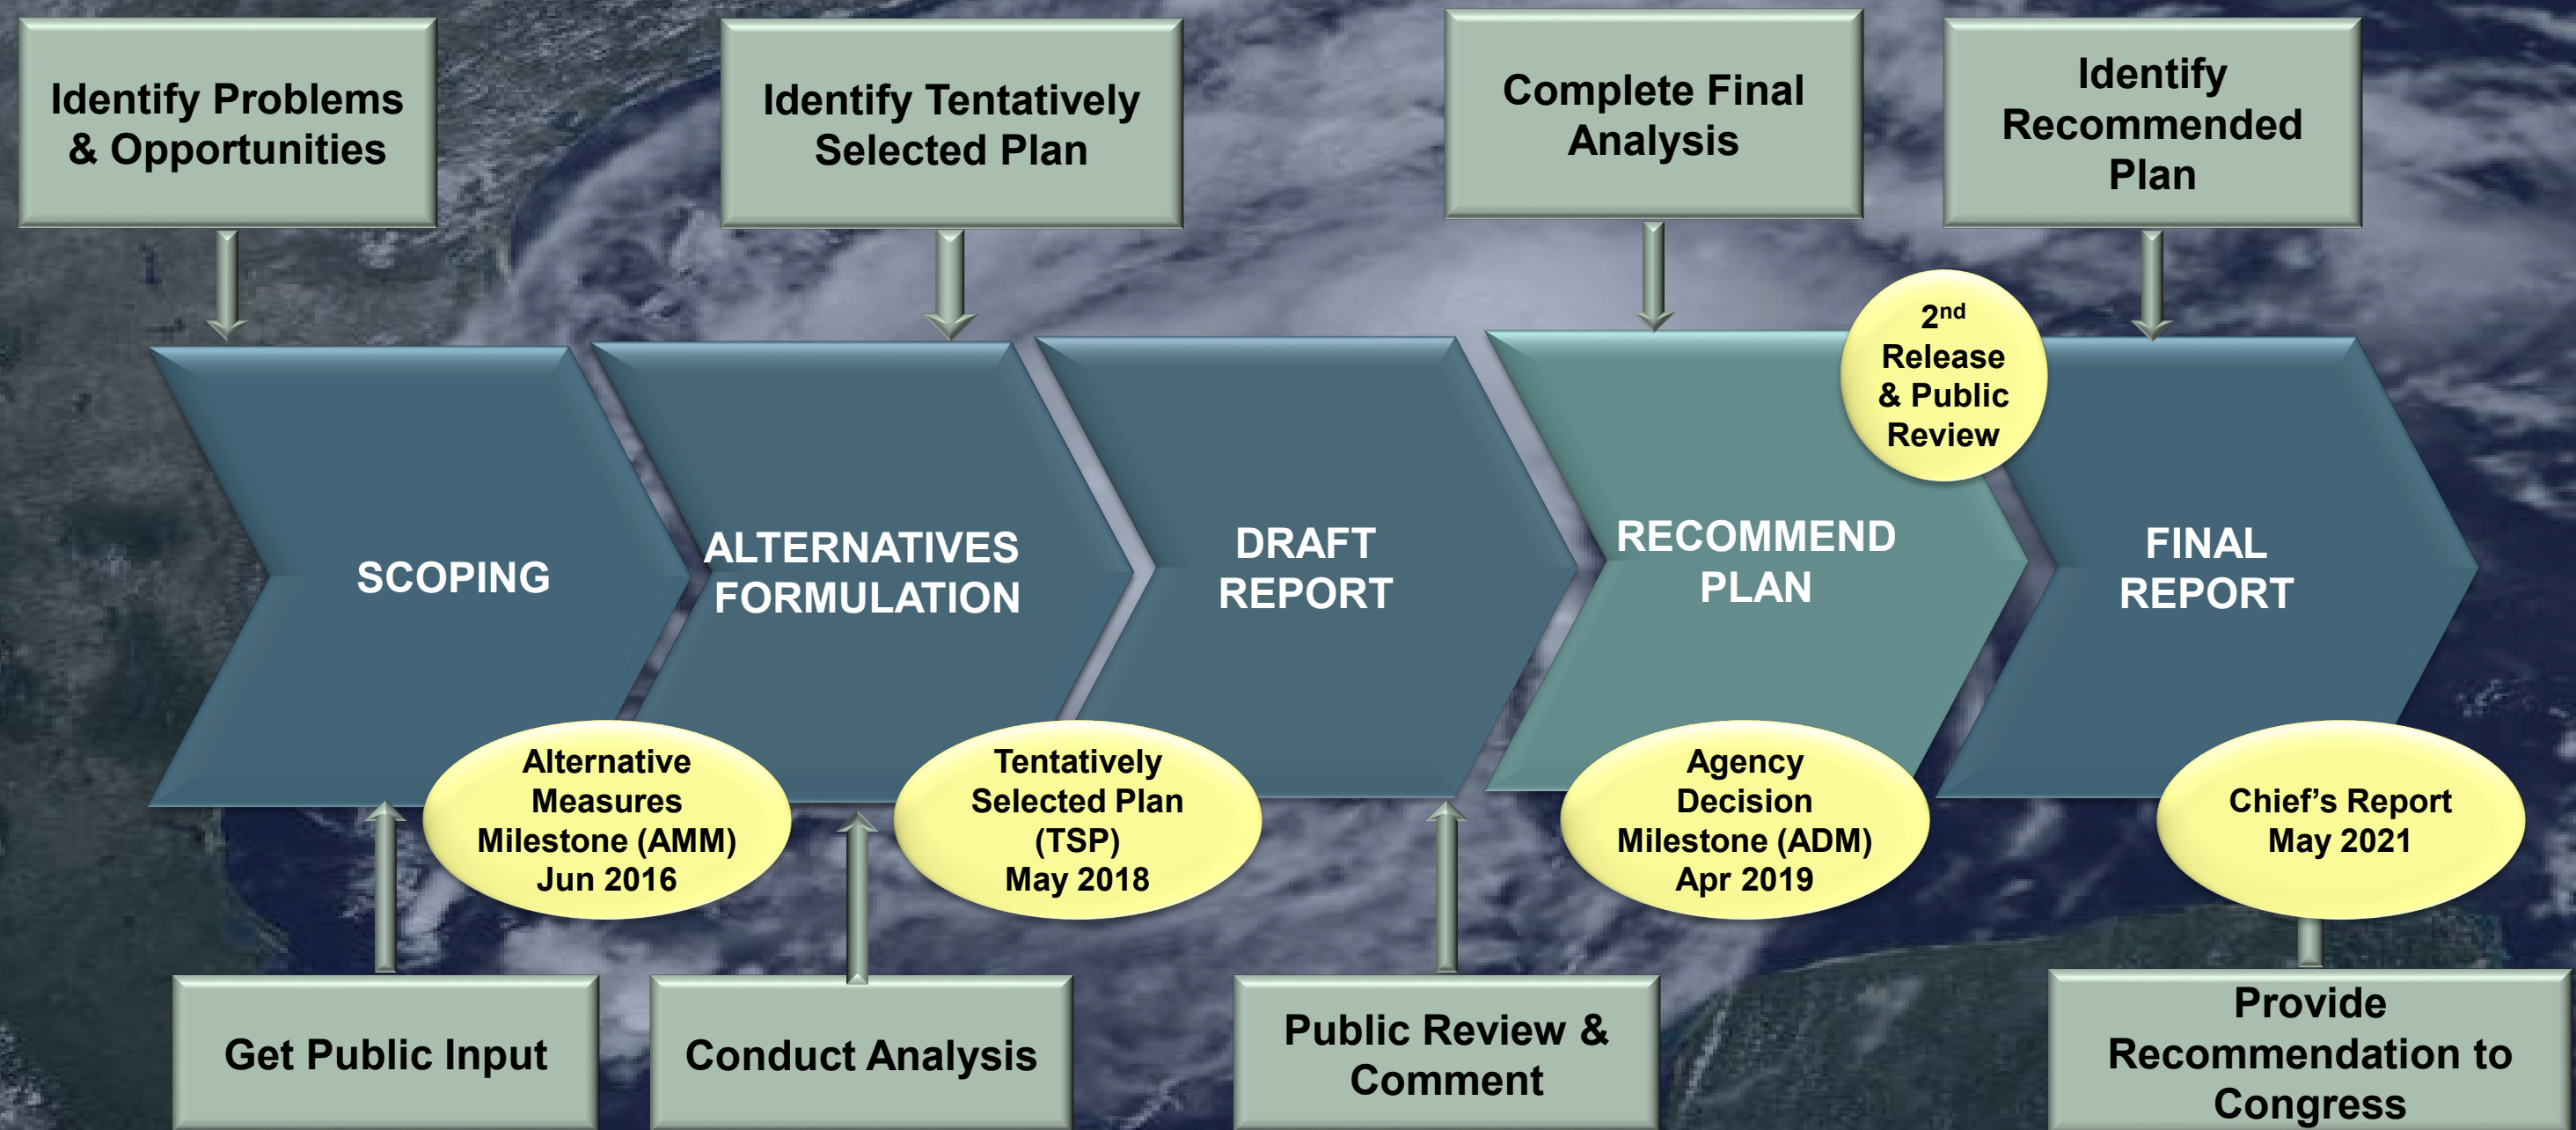 Identify Problems
& Opportunities
Identify Tentatively
Selected Plan
Complete Final
Analysis
Identify
Recommended
Plan
2nd
Release
& Public
Review
SCOPING
ALTERNATIVES
FORMULATION
DRAFT
REPORT
RECOMMEND
PLAN
FINAL
REPORT
Alternative
Measures
Milestone (AMM)
Jun 2016
Tentatively
Selected Plan
(TSP)
May 2018
Agency
Decision
Milestone (ADM)
Apr 2019
Chief’s Report
May 2021
Get Public Input
Conduct Analysis
Public Review &
Comment
Provide
Recommendation to
Congress